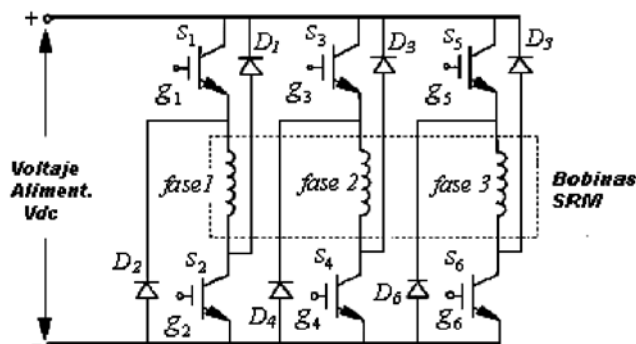 +
S1 D1 S3 D3 S5 D3
g1 g3 g5
Voltaje
Aliment.
Vdc
fase1 fase 2 fase 3
Bobinas
SRM
D2 S2 S4 S6
D4 D6
g2 g4 g6